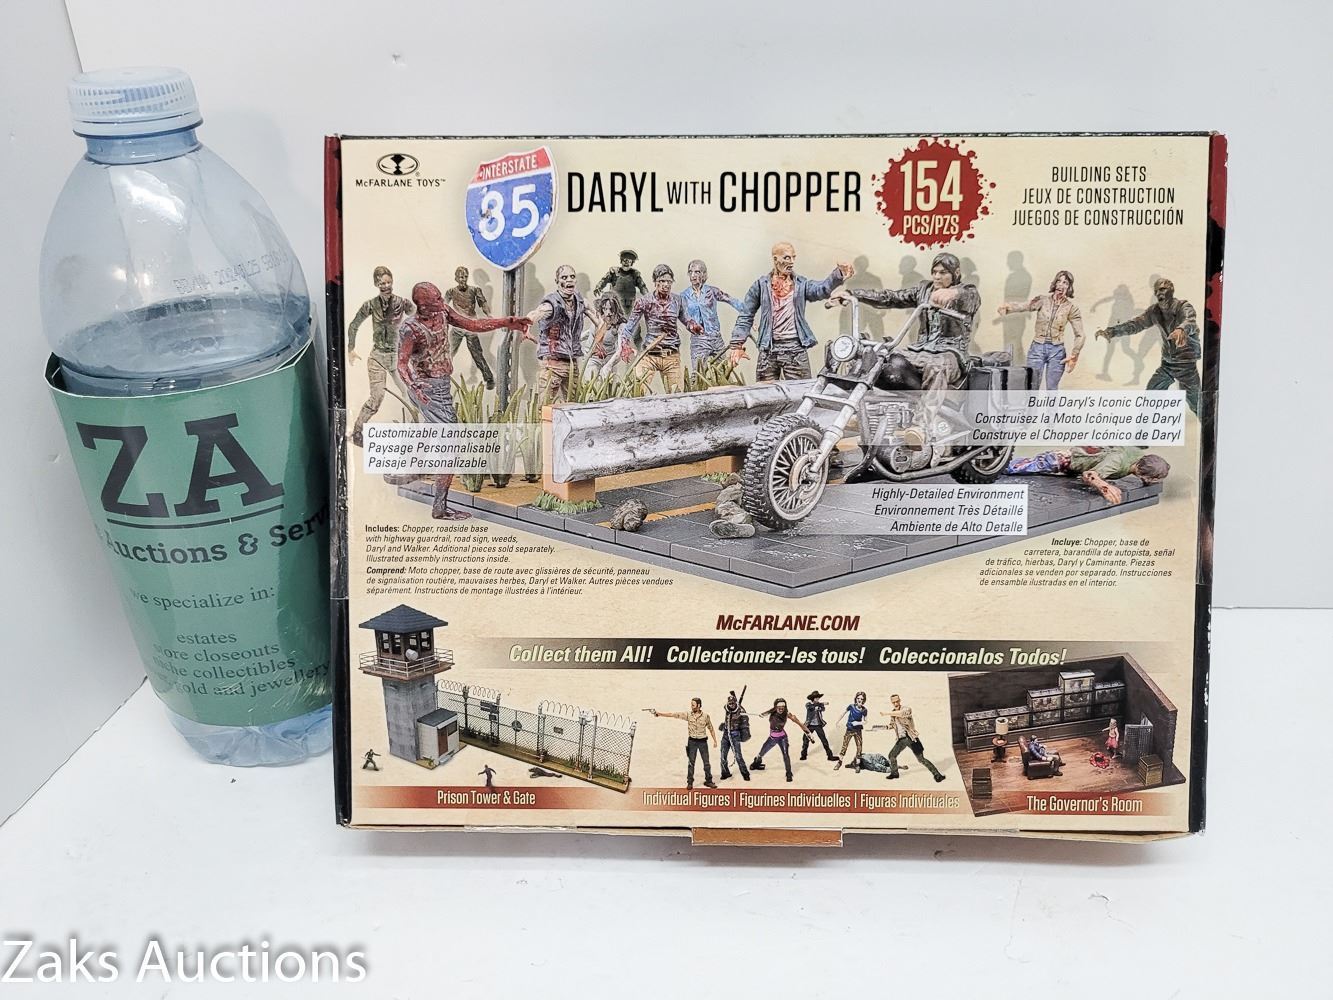 McFARLANE TOYS™
INTERSTATE
85
DARYL WITH CHOPPER
154
PCS/PZS
BUILDING SETS
JEUX DE CONSTRUCTION
JUEGOS DE CONSTRUCCIÓN
Build Daryl's Iconic Chopper
Construisez la Moto Icônique de Daryl
Construye el Chopper Icónico de Daryl
Customizable Landscape
Paysage Personnalisable
Paisaje Personalizable
Highly-Detailed Environment
Environnement Très Détaillé
Ambiente de Alto Detalle
Includes: Chopper, roadside base
with highway guardrail, road sign, weeds,
Daryl and Walker. Additional pieces sold separately.
Illustrated assembly instructions inside.
Comprend: Moto chopper, base de route avec glissières de sécurité, panneau
de signalisation routière, mauvaises herbes, Daryl et Walker. Autres pièces vendues
séparément. Instructions de montage illustrées à l'intérieur.
Incluye: Chopper, base de
carretera, barandilla de autopista, señal
de tráfico, hierbas, Daryl y Caminante. Piezas
adicionales se venden por separado. Instrucciones
de ensamble ilustradas en el interior.
McFARLANE.COM
Collect them All! Collectionnez-les tous! Coleccionalos Todos!
Prison Tower & Gate
Individual Figures | Figurines Individuelles | Figuras Individuales
The Governor's Room
ZA
Auctions & Serv
we specialize in:
estates
store closeouts
collectibles
gold and jewellery
Zaks Auctions